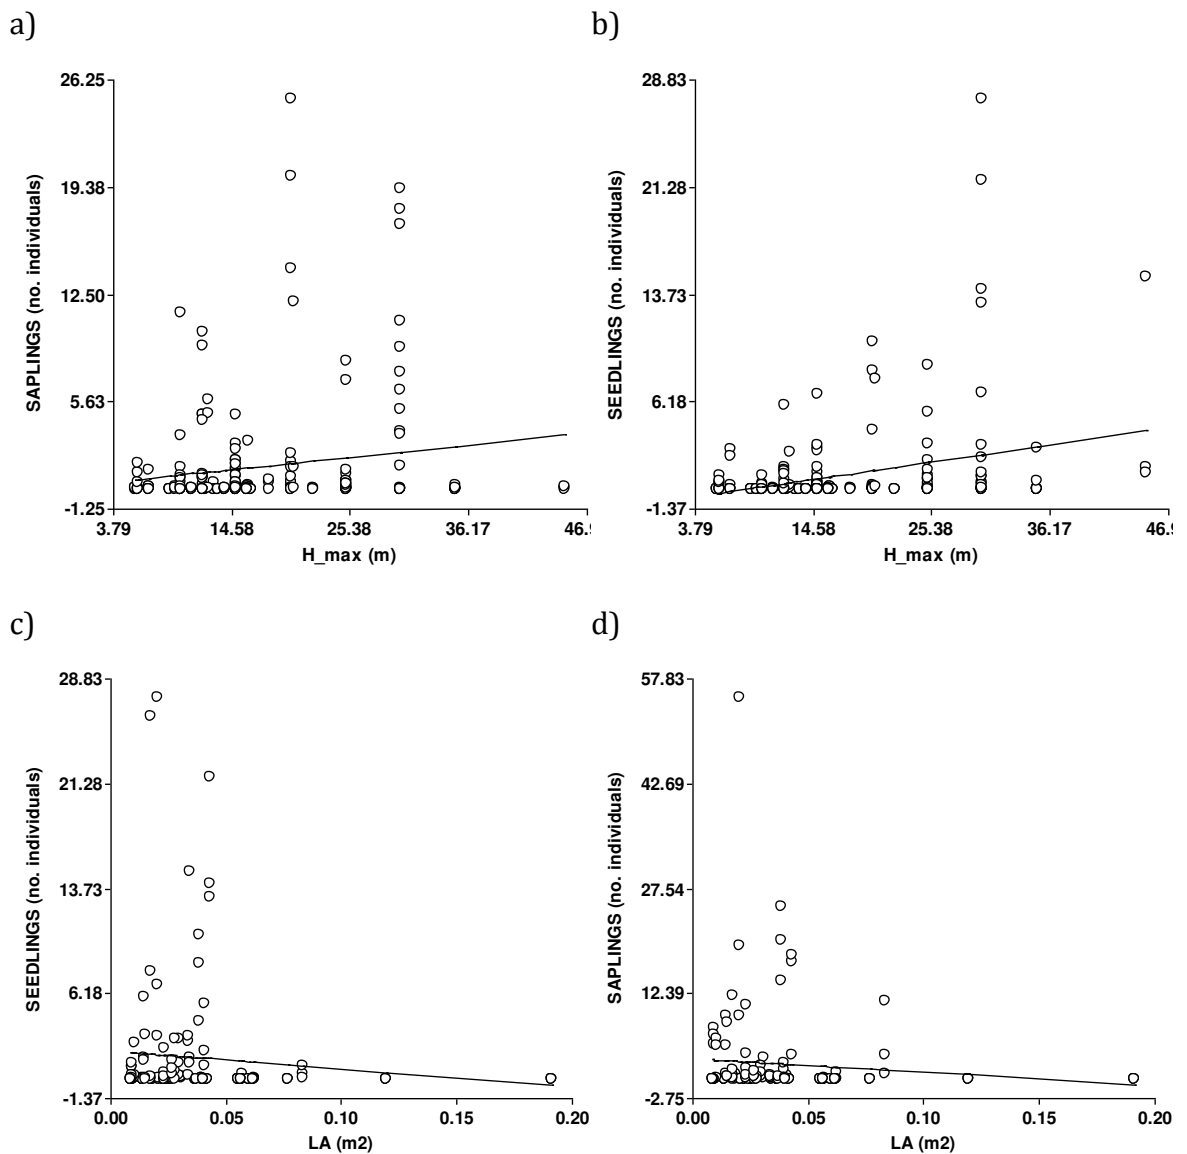 a)
26.25
19.38
12.50
5.63
-1.25
SAPLINGS (no. individuals)
3.79 14.58 25.38 36.17 46.9
H_max (m)
b)
28.83
21.28
13.73
6.18
-1.37
SEEDLINGS (no. individuals)
3.79 14.58 25.38 36.17 46.9
H_max (m)
c)
28.83
21.28
13.73
6.18
-1.37
SEEDLINGS (no. individuals)
0.00 0.05 0.10 0.15 0.20
LA (m2)
d)
57.83
42.69
27.54
12.39
-2.75
SAPLINGS (no. individuals)
0.00 0.05 0.10 0.15 0.20
LA (m2)